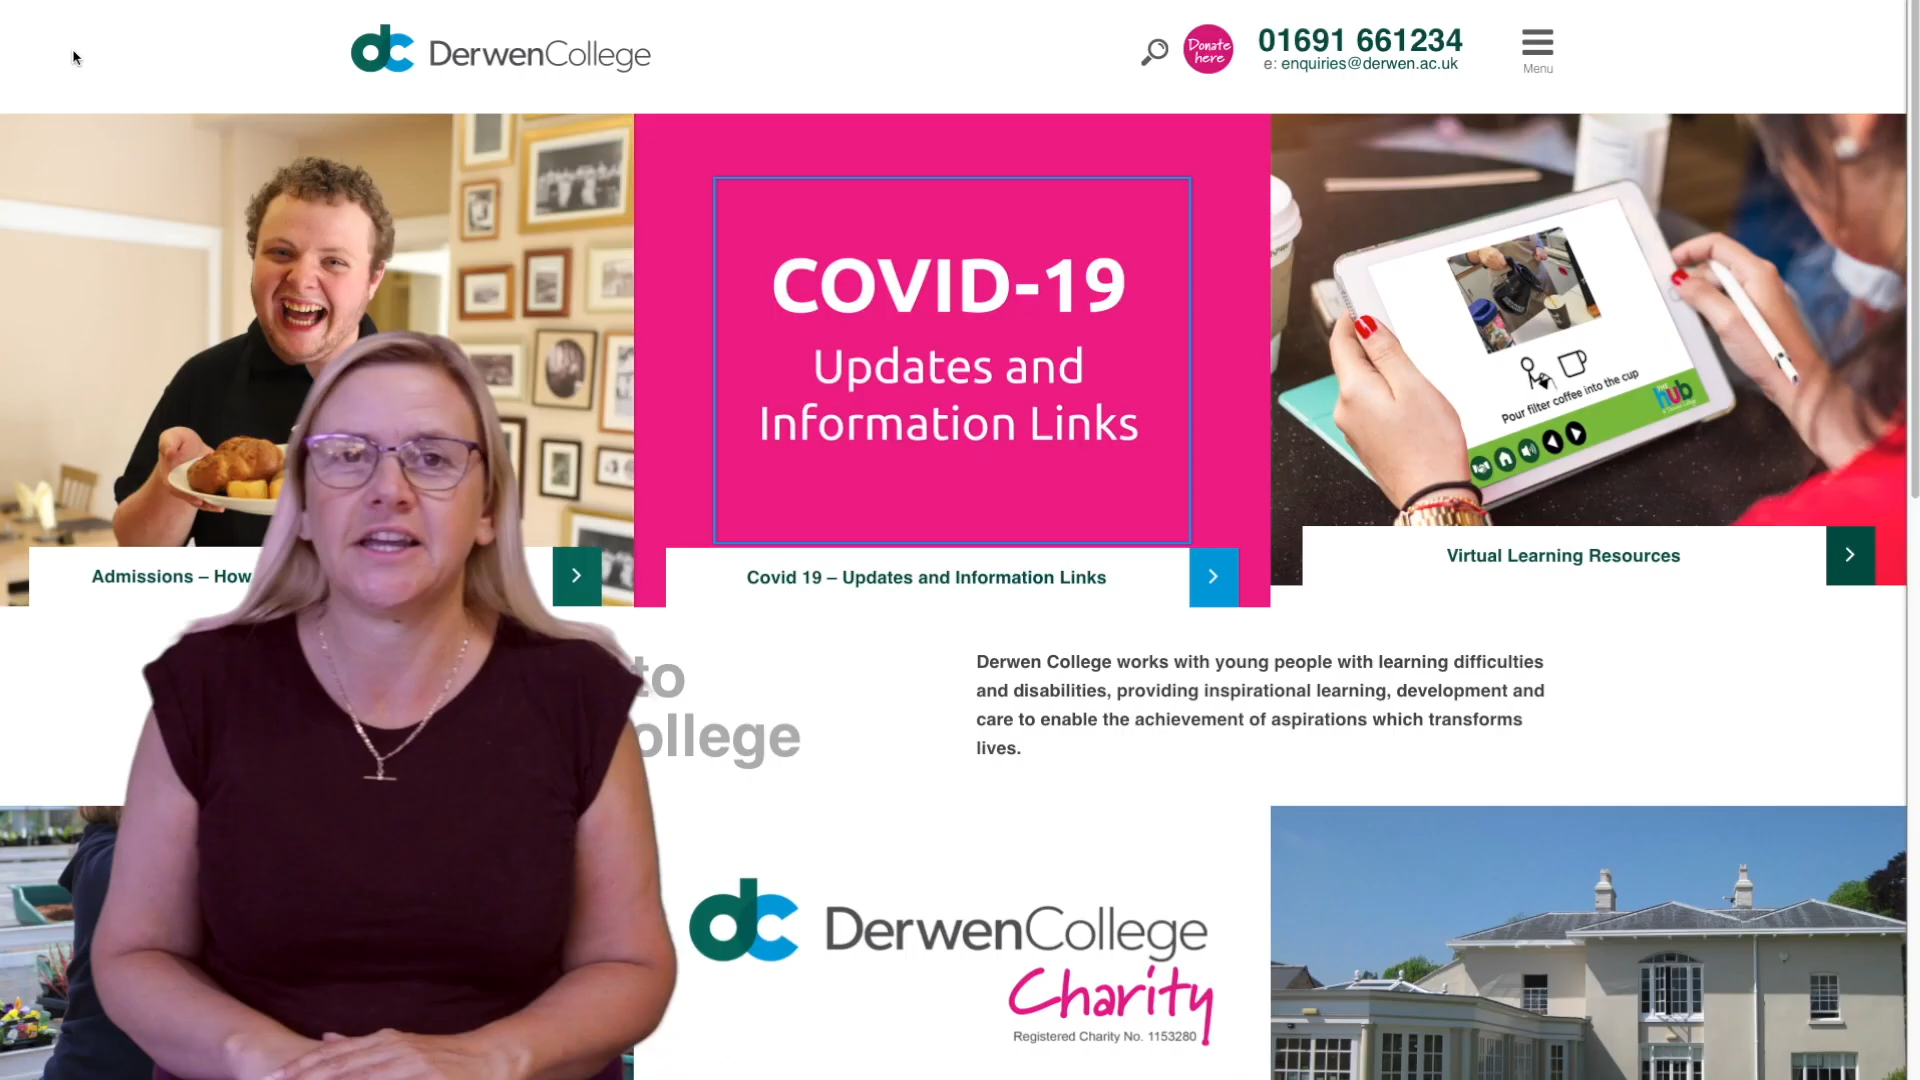 dc DerwenCollege
Donate
here
01691 661234
e: enquiries@derwen.ac.uk
Menu
COVID-19
Updates and
Information Links
Pour filter coffee into the cup
THE
hub
Admissions – How
Covid 19 – Updates and Information Links
Virtual Learning Resources
to
ollege
Derwen College works with young people with learning difficulties
and disabilities, providing inspirational learning, development and
care to enable the achievement of aspirations which transforms
lives.
dc DerwenCollege
Charity
Registered Charity No. 1153280